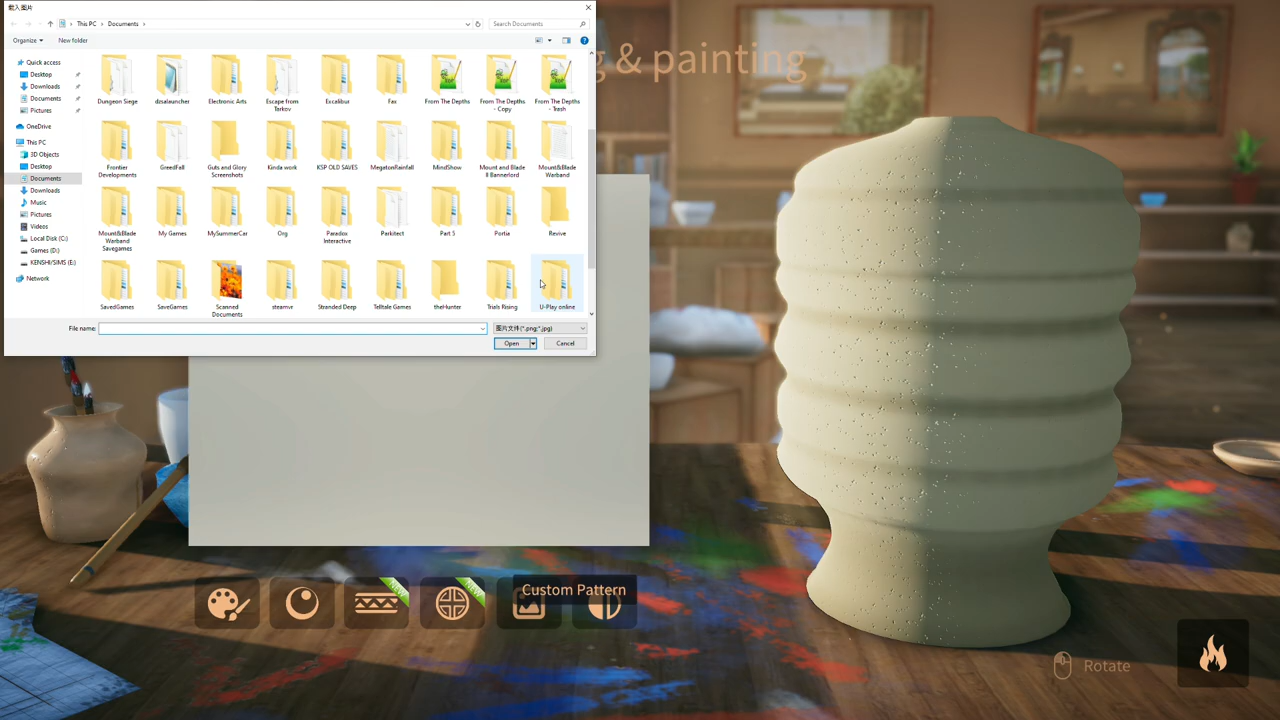 载入图片
This PC > Documents >
Search Documents
Organize
New folder
Quick access
Desktop
Downloads
Documents
Pictures
OneDrive
This PC
3D Objects
Desktop
Documents
Downloads
Music
Pictures
Videos
Local Disk (C:)
Games (D:)
KENSHI/SIMS (E:)
Network
Dungeon Siege
dzsalauncher
Electronic Arts
Escape from Tarkov
Excalibur
Fax
From The Depths
From The Depths - Copy
From The Depths - Trash
Frontier Developments
GreedFall
Guts and Glory Screenshots
Kinda work
KSP OLD SAVES
MegatonRainfall
MindShow
Mount and Blade II Bannerlord
Mount&Blade Warband
Mount&Blade Warband Savegames
My Games
MySummerCar
Org
Paradox Interactive
Parkitect
Part 5
Portia
Revive
SavedGames
SaveGames
Scanned Documents
stearnve
Stranded Deep
Telltale Games
theHunter
Trials Rising
U-Play online
File name:
图片文件(*.png;*.jpg)
Open
Cancel
g & painting
NEW
NEW
Custom Pattern
Rotate